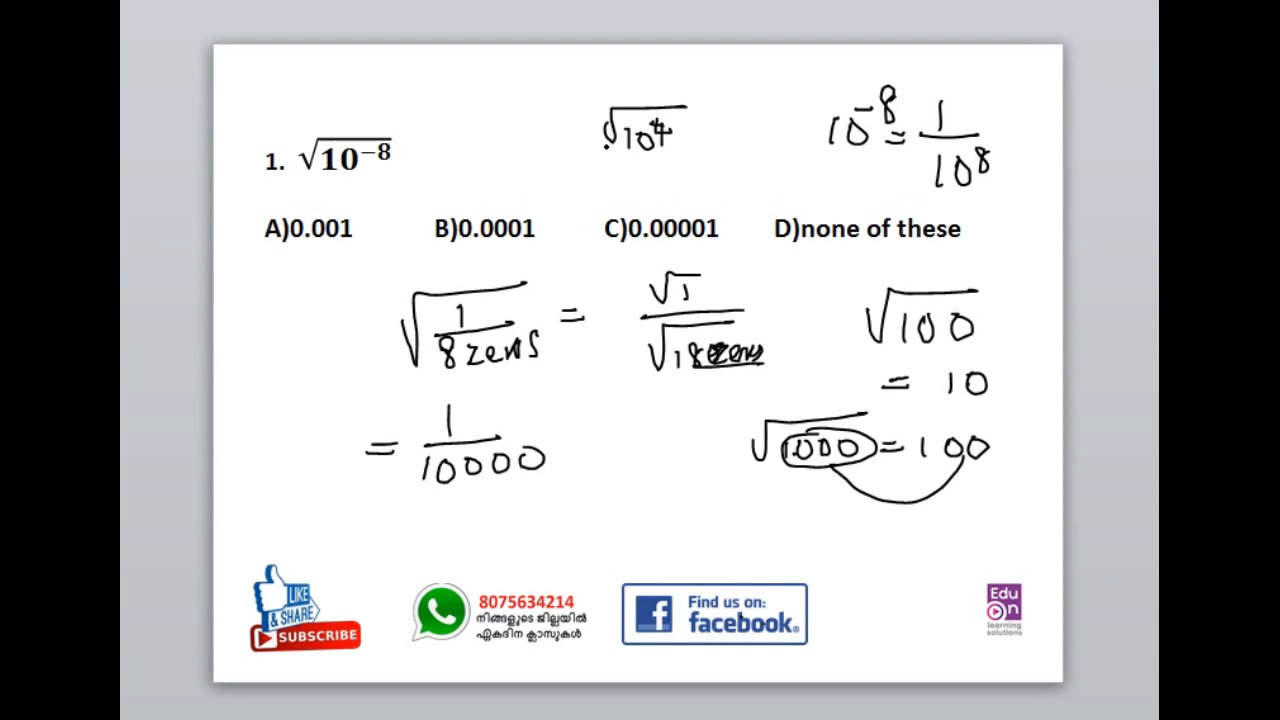 √10⁴
10⁻⁸ = 1/10⁸
1. √10⁻⁸
A)0.001 B)0.0001 C)0.00001 D)none of these
√(1/8 zeros) = √1/√1 8 zeros
√100
= 10
= 1/10000
√1000 = 100
LIKE
& SHARE
SUBSCRIBE
8075634214
നിങ്ങളുടെ ജില്ലയിൽ
ഏകദിന ക്ലാസുകൾ
Find us on:
facebook.
Edu
On
learning
solutions